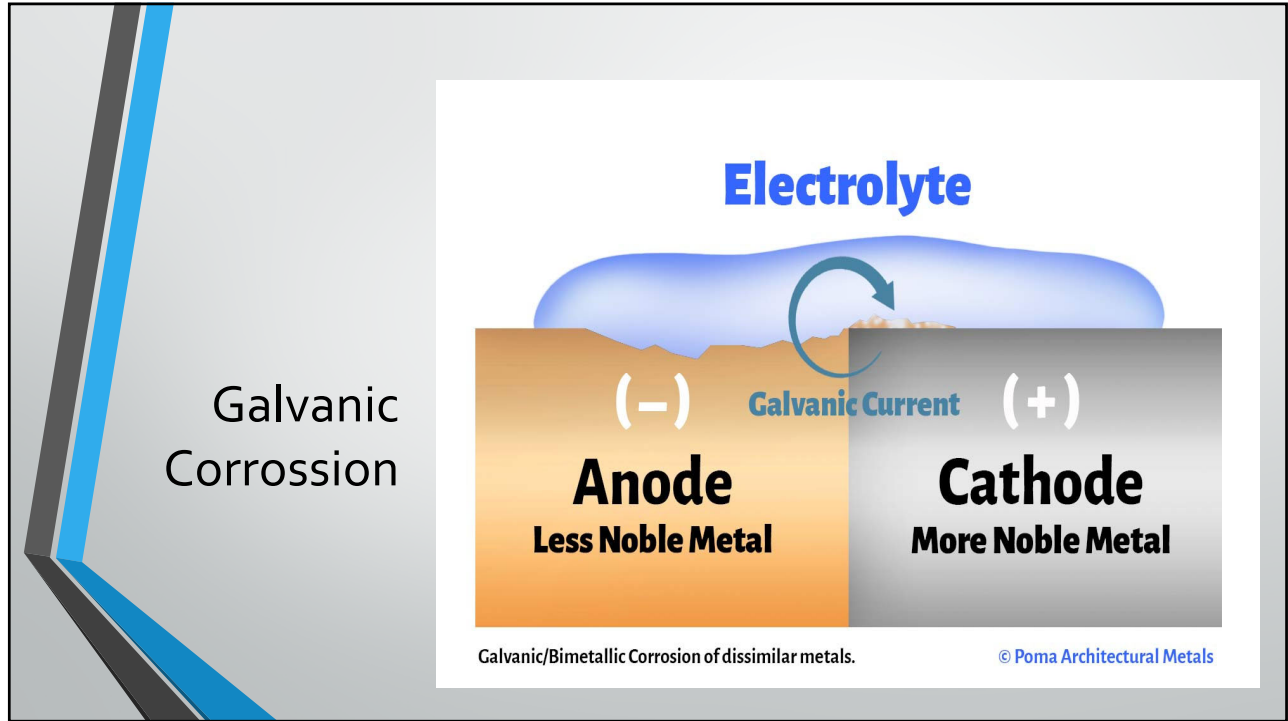 Galvanic
Corrossion
Electrolyte
(–)
Galvanic Current
(+)
Anode
Less Noble Metal
Cathode
More Noble Metal
Galvanic/Bimetallic Corrosion of dissimilar metals.
© Poma Architectural Metals